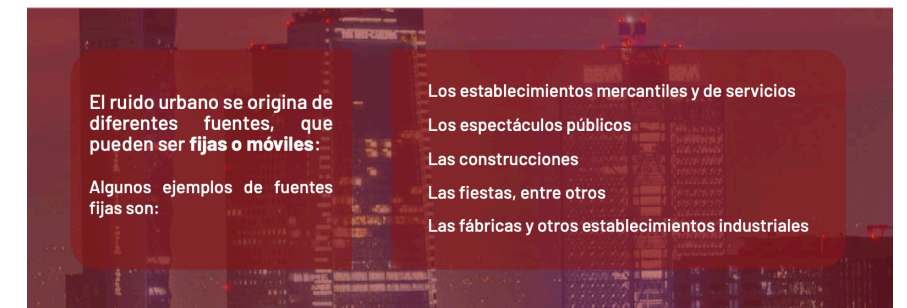 El ruido urbano se origina de
diferentes fuentes, que
pueden ser fijas o móviles:
Algunos ejemplos de fuentes
fijas son:
Los establecimientos mercantiles y de servicios
Los espectáculos públicos
Las construcciones
Las fiestas, entre otros
Las fábricas y otros establecimientos industriales
BBVA
BBVA